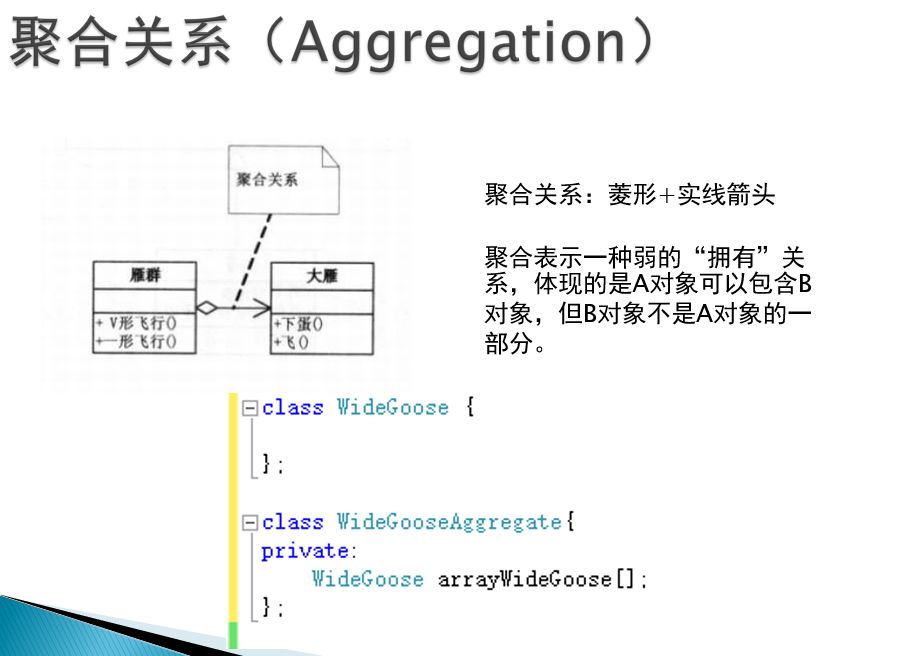 聚合关系（Aggregation）
聚合关系
雁群
+ V形飞行()
+一形飞行()
大雁
+下蛋()
+飞()
聚合关系：菱形+实线箭头
聚合表示一种弱的“拥有”关
系，体现的是A对象可以包含B
对象，但B对象不是A对象的一
部分。
class WideGoose {
};
class WideGooseAggregate{
private:
WideGoose arrayWideGoose[];
};